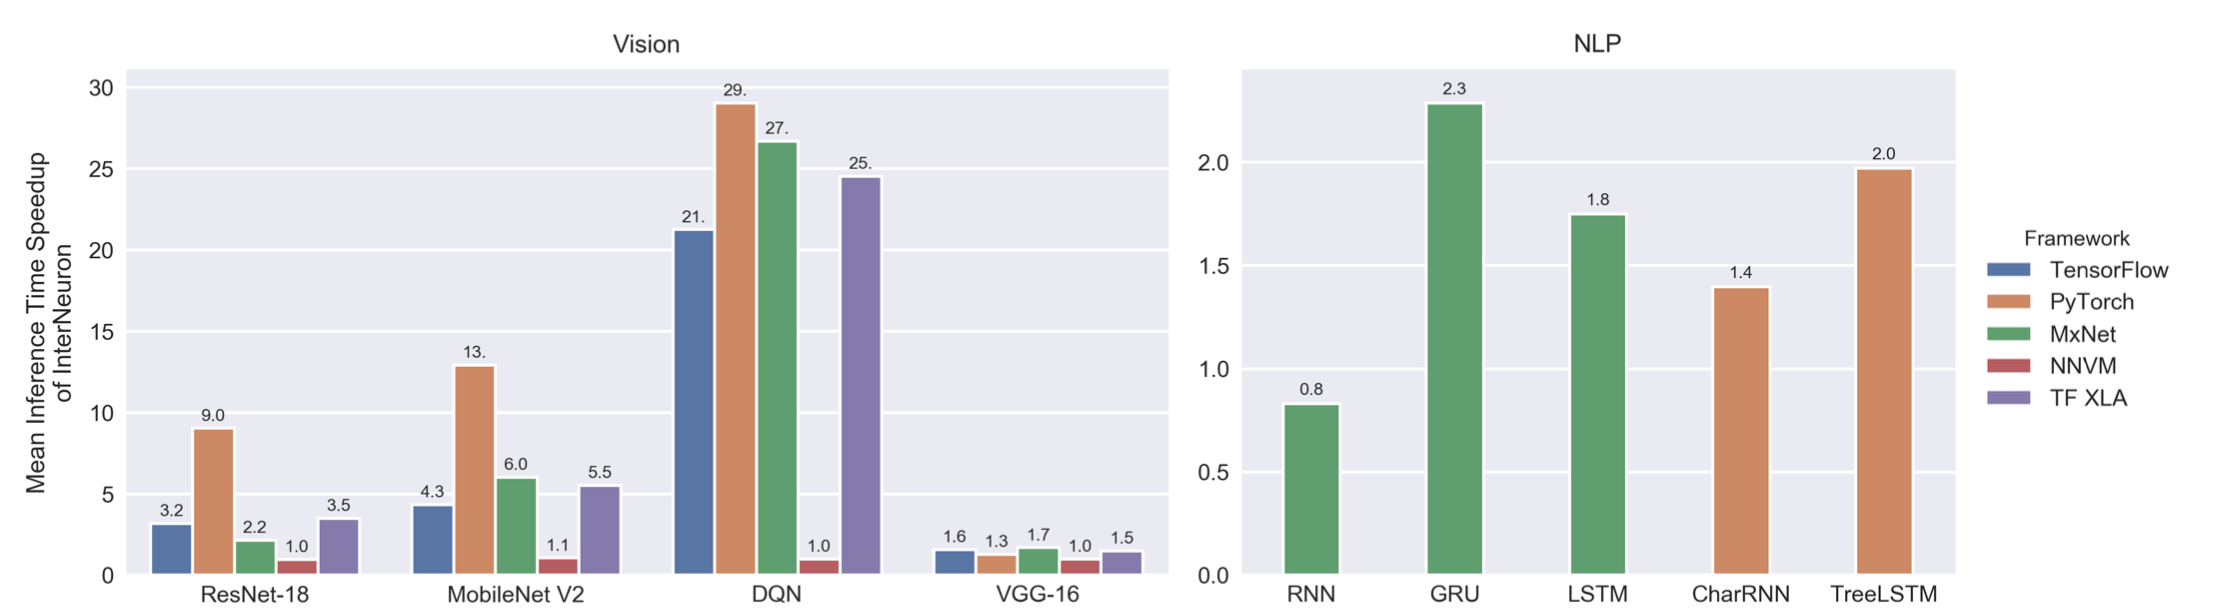 Vision
NLP
Mean Inference Time Speedup
of InterNeuron
30
25
20
15
10
5
0
3.2
9.0
2.2
1.0
3.5
4.3
13.
6.0
1.1
5.5
21.
29.
27.
1.0
25.
1.6
1.3
1.7
1.0
1.5
ResNet-18
MobileNet V2
DQN
VGG-16
2.0
1.5
1.0
0.5
0.0
0.8
2.3
1.8
1.4
2.0
RNN
GRU
LSTM
CharRNN
TreeLSTM
Framework
TensorFlow
PyTorch
MxNet
NNVM
TF XLA